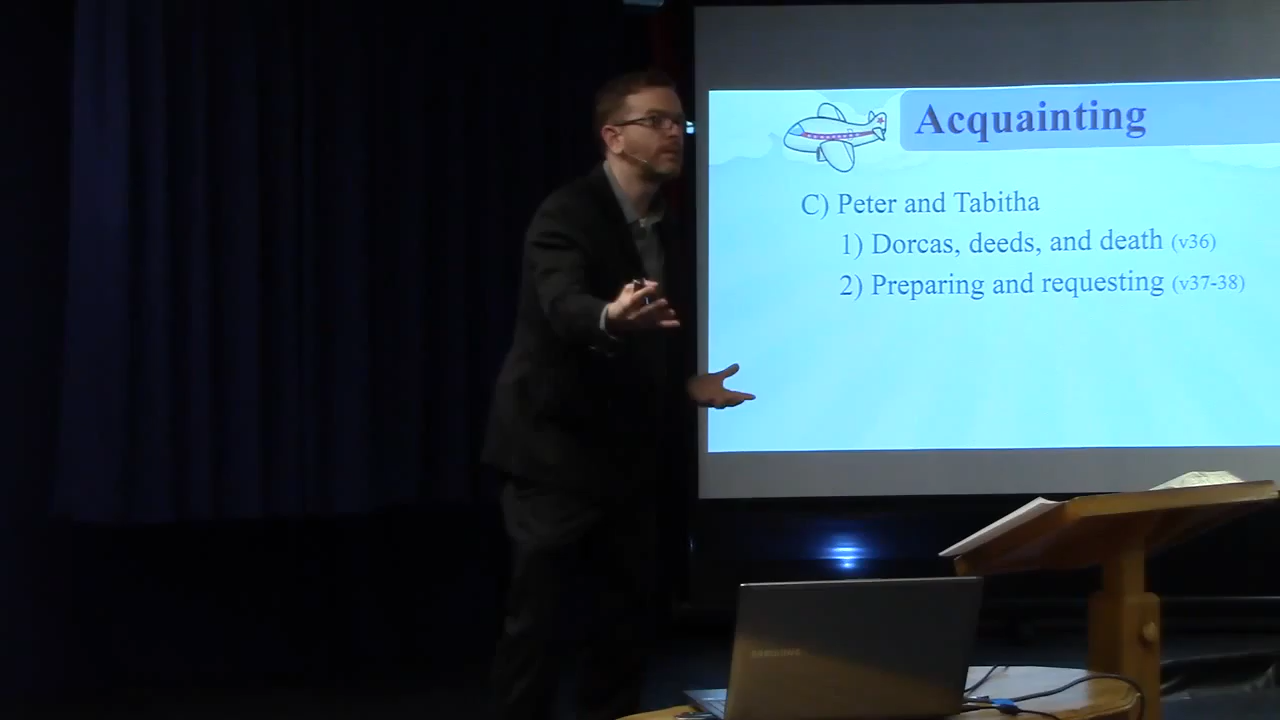 Acquainting
C) Peter and Tabitha
1) Dorcas, deeds, and death (v36)
2) Preparing and requesting (v37-38)